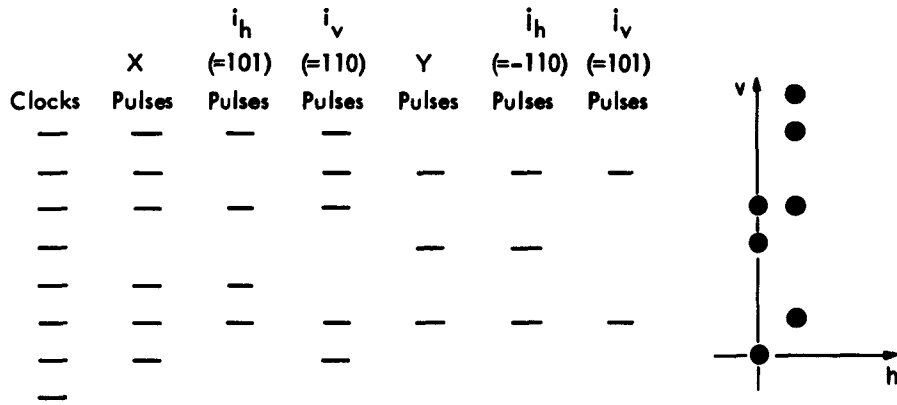 i_h i_v i_h i_v
X (=101) (=110) Y (=-110) (=101)
Clocks Pulses Pulses Pulses Pulses Pulses Pulses
v
h